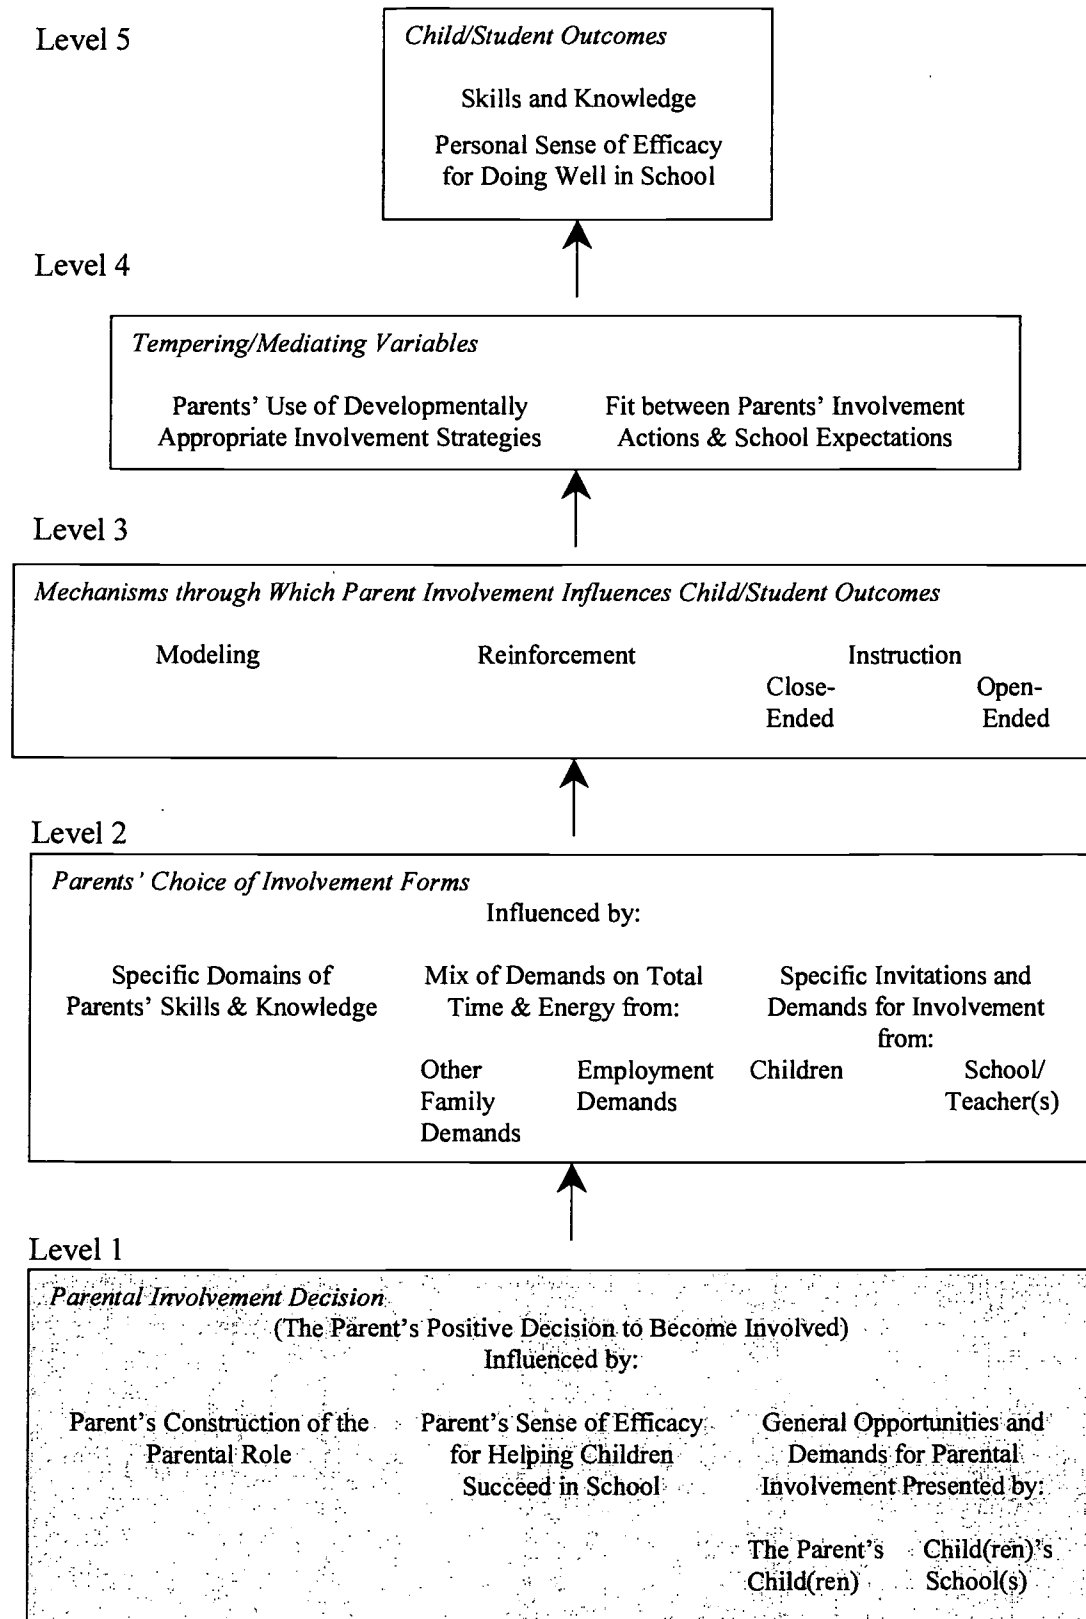 Level 5
Child/Student Outcomes
Skills and Knowledge
Personal Sense of Efficacy
for Doing Well in School
Level 4
Tempering/Mediating Variables
Parents' Use of Developmentally
Appropriate Involvement Strategies
Fit between Parents' Involvement
Actions & School Expectations
Level 3
Mechanisms through Which Parent Involvement Influences Child/Student Outcomes
Modeling
Reinforcement
Instruction
Close-
Ended
Open-
Ended
Level 2
Parents' Choice of Involvement Forms
Influenced by:
Specific Domains of
Parents' Skills & Knowledge
Mix of Demands on Total
Time & Energy from:
Other
Family
Demands
Employment
Demands
Specific Invitations and
Demands for Involvement
from:
Children
School/
Teacher(s)
Level 1
Parental Involvement Decision
(The Parent's Positive Decision to Become Involved)
Influenced by:
Parent's Construction of the
Parental Role
Parent's Sense of Efficacy
for Helping Children
Succeed in School
General Opportunities and
Demands for Parental
Involvement Presented by:
The Parent's
Child(ren)
Child(ren)'s
School(s)